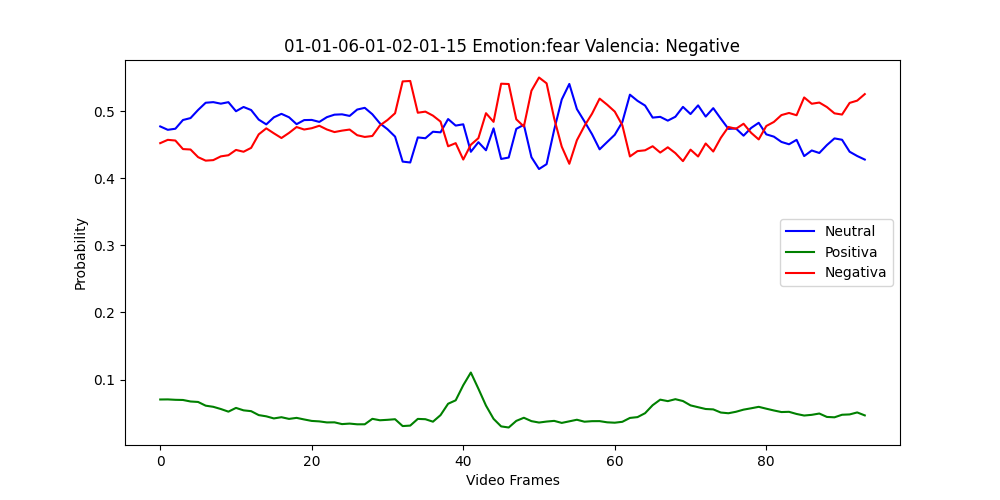 01-01-06-01-02-01-15 Emotion:fear Valencia: Negative
Probability
0.5
0.4
0.3
0.2
0.1
Neutral
Positiva
Negativa
0 20 40 60 80
Video Frames